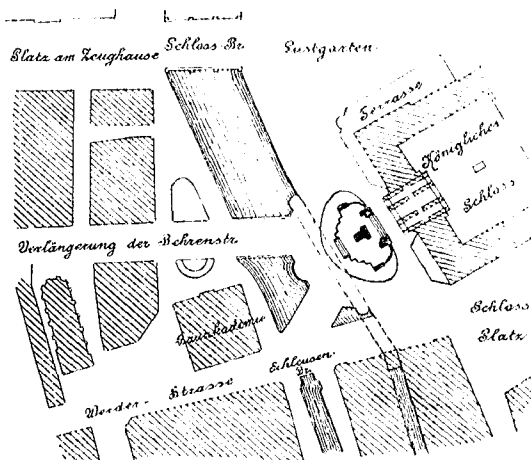 Platz am Zeughause
Schloss-Br.
Lustgarten.
Terrasse
Königliches
Schloss
Verlängerung der Behrenstr.
Bauakademie
Schloss
Platz
Schleusen
Br.
Werder-Strasse